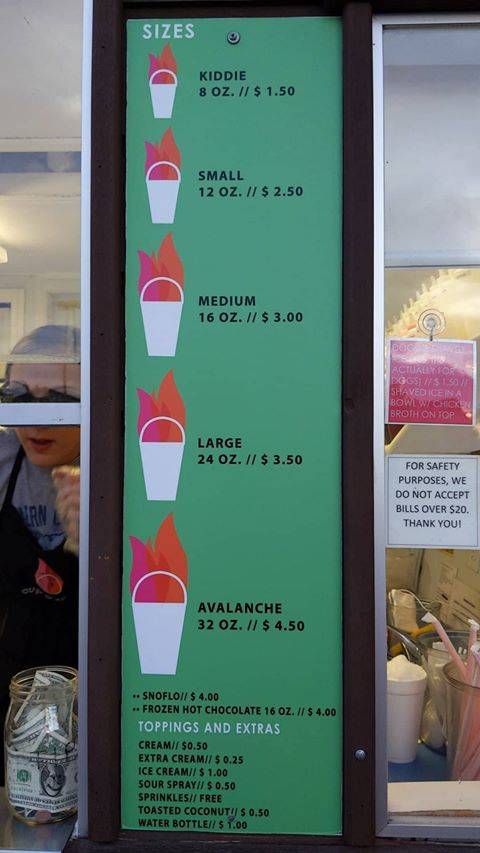 SIZES
KIDDIE
8 OZ. // $ 1.50
SMALL
12 OZ. // $ 2.50
MEDIUM
16 OZ. // $ 3.00
LARGE
24 OZ. // $ 3.50
AVALANCHE
32 OZ. // $ 4.50
•• SNOFLO// $ 4.00
•• FROZEN HOT CHOCOLATE 16 OZ. // $ 4.00
TOPPINGS AND EXTRAS
CREAM// $0.50
EXTRA CREAM// $ 0.25
ICE CREAM// $ 1.00
SOUR SPRAY// $ 0.50
SPRINKLES// FREE
TOASTED COCONUT// $ 0.50
WATER BOTTLE// $ 1.00
ACTUALLY FOR
DOGS) // $ 1.50 //
SHAVED ICE IN A
BOWL W/ CHICKEN
BROTH ON TOP
FOR SAFETY
PURPOSES, WE
DO NOT ACCEPT
BILLS OVER $20.
THANK YOU!